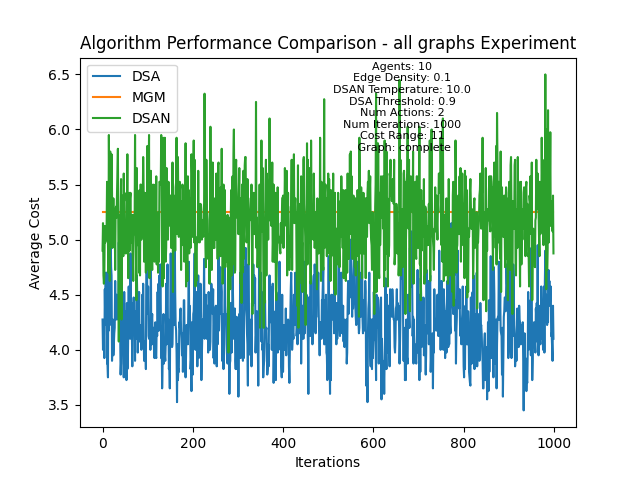 Algorithm Performance Comparison - all graphs Experiment
DSA
MGM
DSAN
Agents: 10
Edge Density: 0.1
DSAN Temperature: 10.0
DSA Threshold: 0.9
Num Actions: 2
Num Iterations: 1000
Cost Range: 11
Graph: complete
Average Cost
6.5
6.0
5.5
5.0
4.5
4.0
3.5
0 200 400 600 800 1000
Iterations